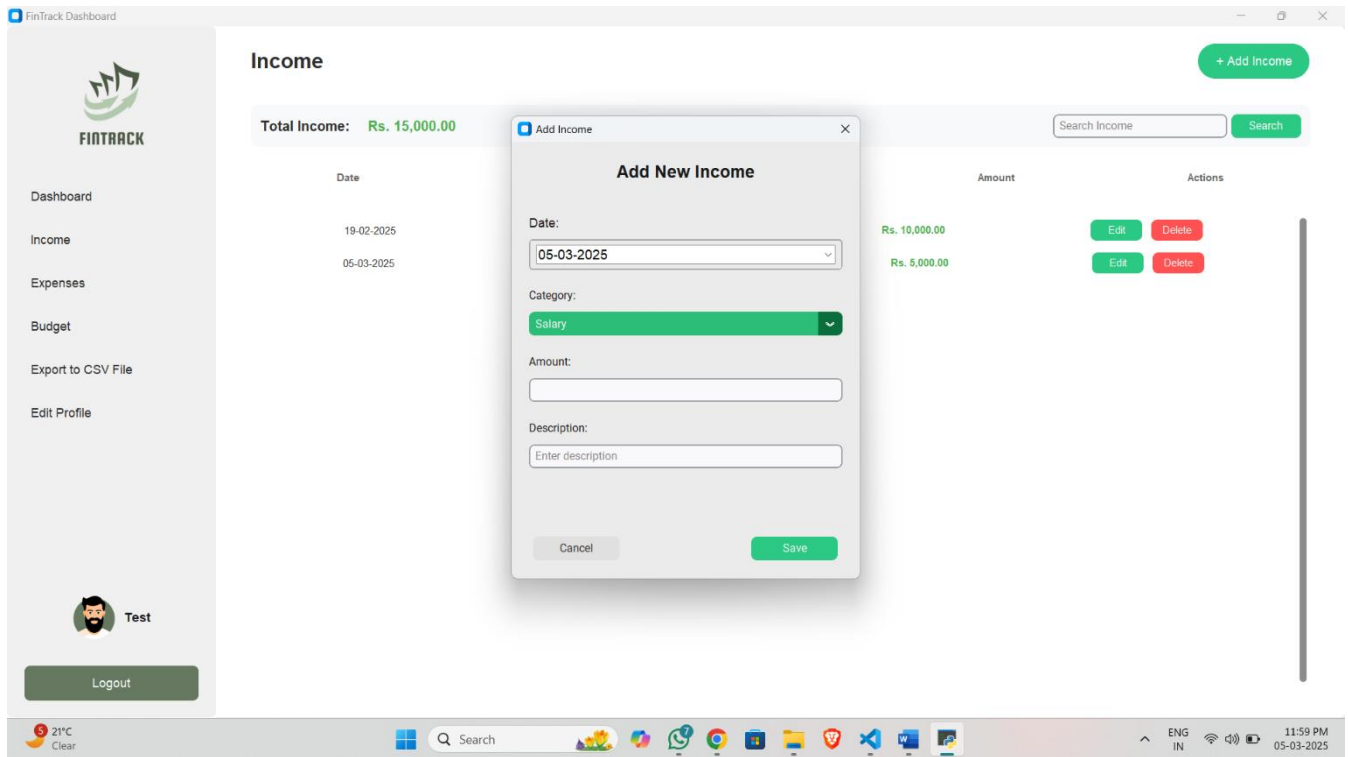 FinTrack Dashboard
FINTRACK
Dashboard
Income
Expenses
Budget
Export to CSV File
Edit Profile
Test
Logout
Income
+ Add Income
Total Income: Rs. 15,000.00
Search Income
Search
Date
Amount
Actions
19-02-2025
Rs. 10,000.00
Edit
Delete
05-03-2025
Rs. 5,000.00
Edit
Delete
Add Income
Add New Income
Date:
05-03-2025
Category:
Salary
Amount:
Description:
Enter description
Cancel
Save
5
21°C
Clear
Search
ENG
IN
11:59 PM
05-03-2025